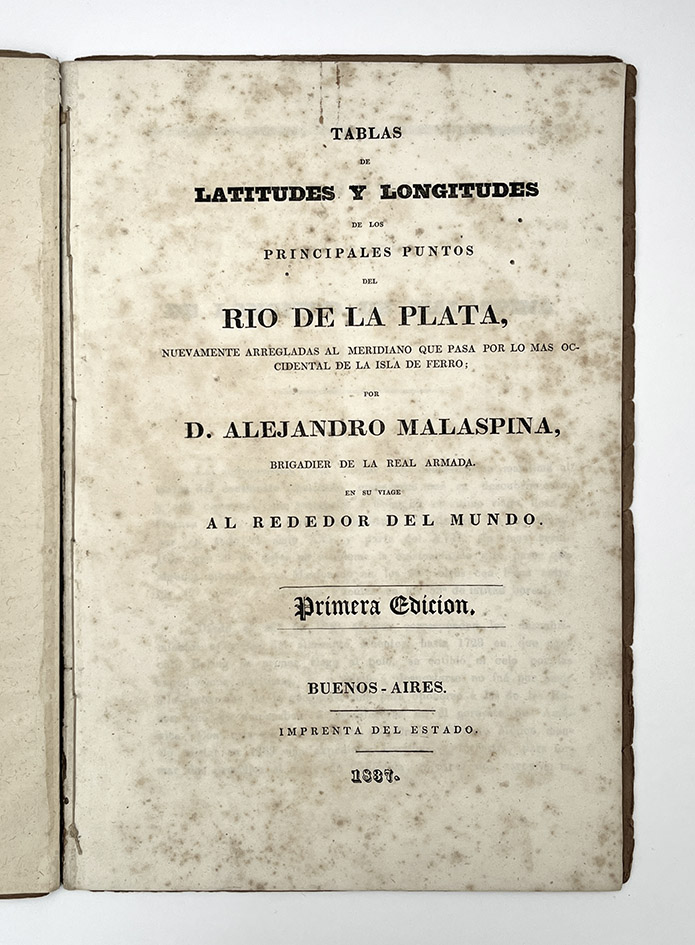 TABLAS
DE
LATITUDES Y LONGITUDES
DE LOS
PRINCIPALES PUNTOS
DEL
RIO DE LA PLATA,
NUEVAMENTE ARREGLADAS AL MERIDIANO QUE PASA POR LO MAS OC-
CIDENTAL DE LA ISLA DE FERRO;
POR
D. ALEJANDRO MALASPINA,
BRIGADIER DE LA REAL ARMADA.
EN SU VIAGE
AL REDEDOR DEL MUNDO.
Primera Edicion.
BUENOS-AIRES.
IMPRENTA DEL ESTADO.
1837.